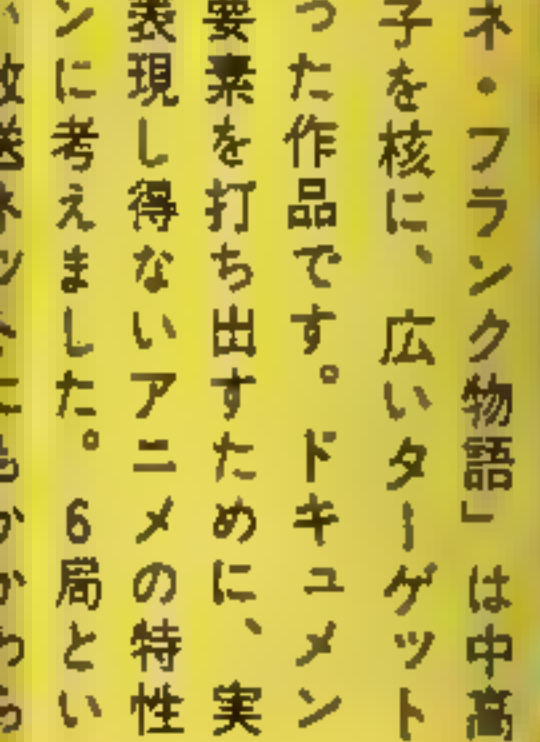 ネ・フランク物語」は中高
子を核に、広いターゲット
った作品です。ドキュメン
要素を打ち出すために、実
表現し得ないアニメの特性
ンに考えました。6局とい